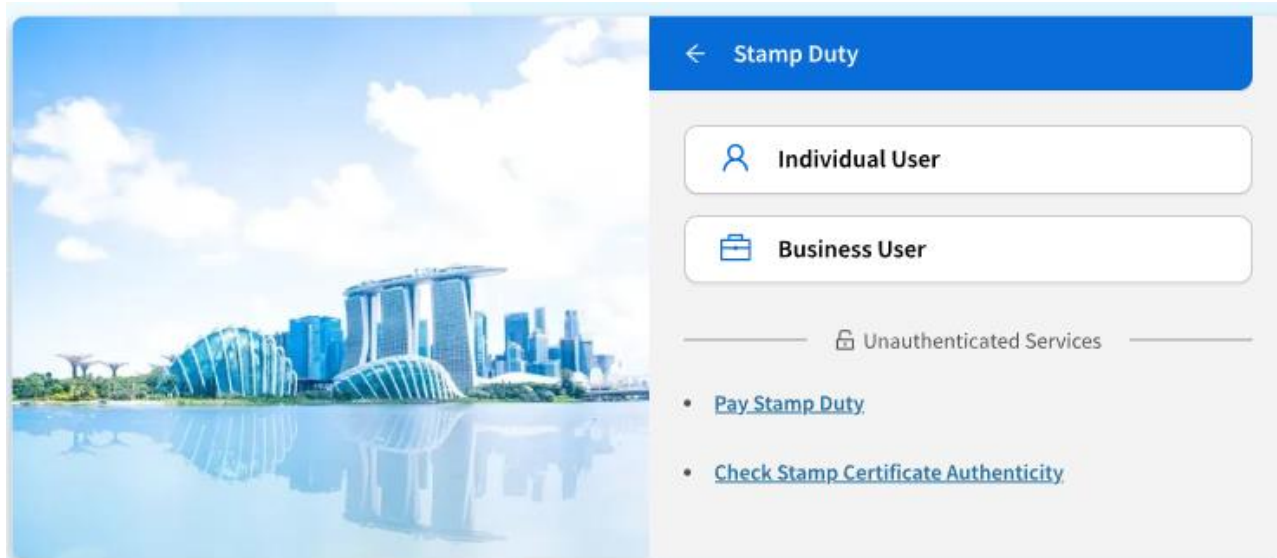 Stamp Duty
Individual User
Business User
Unauthenticated Services
Pay Stamp Duty
Check Stamp Certificate Authenticity